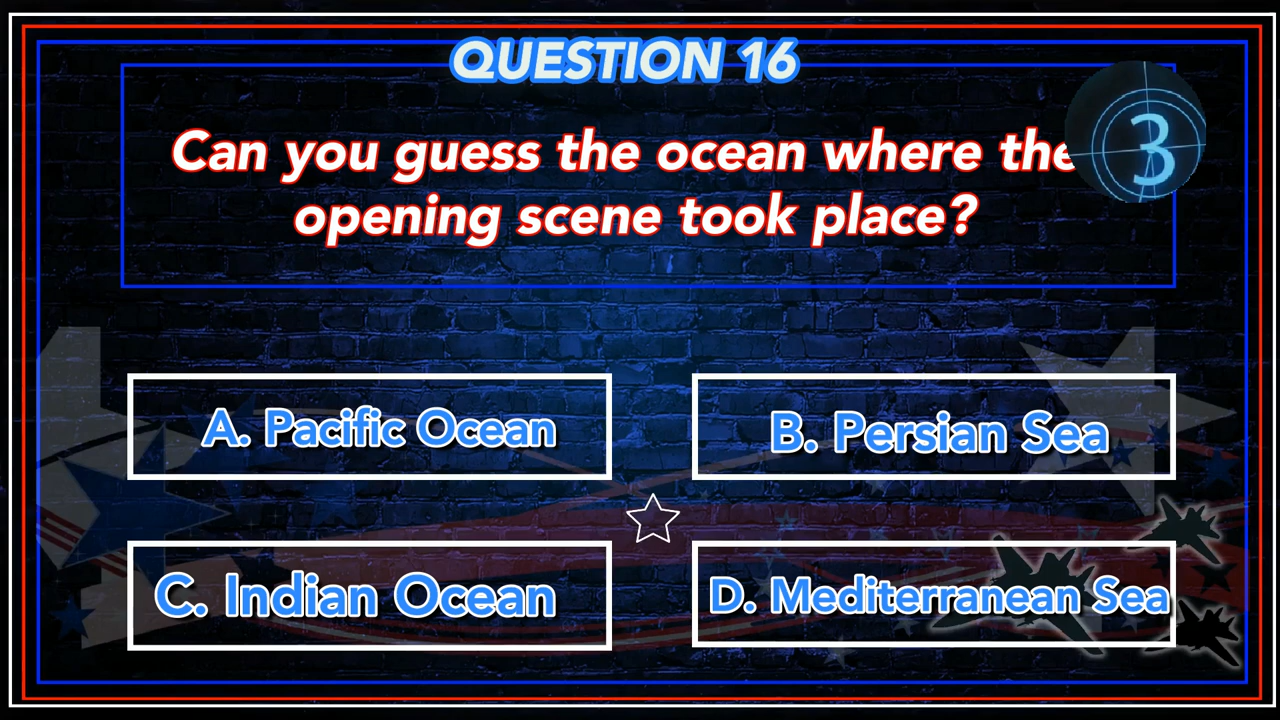 QUESTION 16
Can you guess the ocean where the
3
opening scene took place?
A. Pacific Ocean
B. Persian Sea
C. Indian Ocean
D. Mediterranean Sea